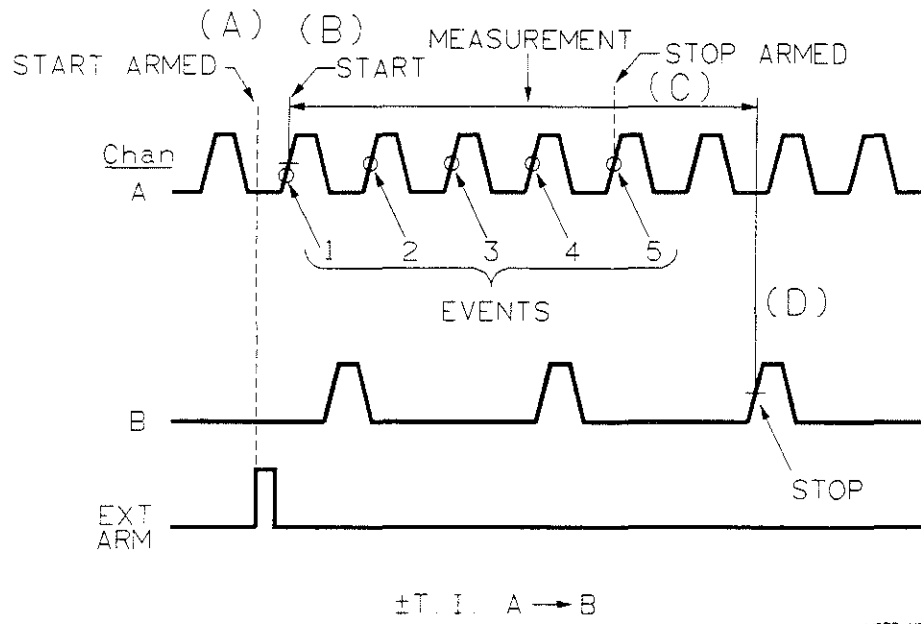 (A) (B)
START ARMED
START
MEASUREMENT
STOP ARMED
(C)
Chan
A
1 2 3 4 5
EVENTS
(D)
B
STOP
EXT
ARM
±T. I. A → B